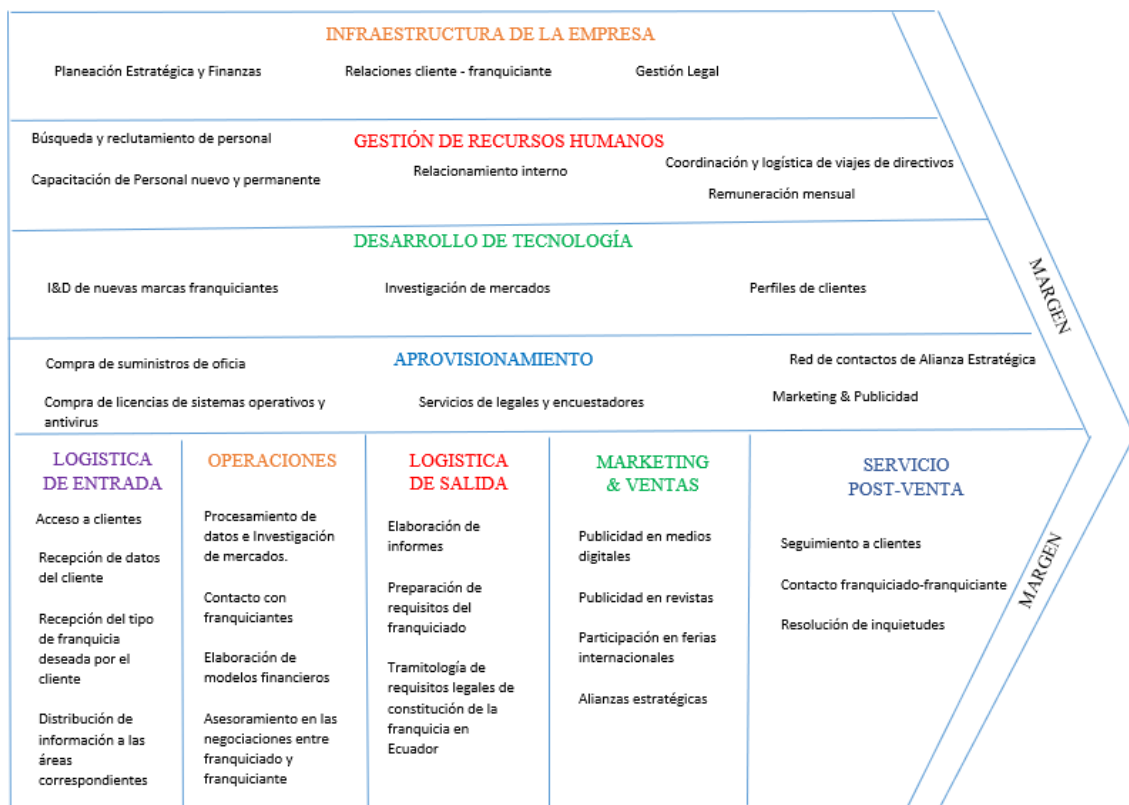 INFRAESTRUCTURA DE LA EMPRESA
Planeación Estratégica y Finanzas
Relaciones cliente - franquiciante
Gestión Legal
Búsqueda y reclutamiento de personal
GESTIÓN DE RECURSOS HUMANOS
Coordinación y logística de viajes de directivos
Capacitación de Personal nuevo y permanente
Relacionamiento interno
Remuneración mensual
DESARROLLO DE TECNOLOGÍA
I&D de nuevas marcas franquiciantes
Investigación de mercados
Perfiles de clientes
MARGEN
Compra de suministros de oficia
APROVISIONAMIENTO
Red de contactos de Alianza Estratégica
Compra de licencias de sistemas operativos y
antivirus
Servicios de legales y encuestadores
Marketing & Publicidad
LOGISTICA
DE ENTRADA
Acceso a clientes
Recepción de datos
del cliente
Recepción del tipo
de franquicia
deseada por el
cliente
Distribución de
información a las
áreas
correspondientes
OPERACIONES
Procesamiento de
datos e Investigación
de mercados.
Contacto con
franquiciantes
Elaboración de
modelos financieros
Asesoramiento en las
negociaciones entre
franquiciado y
franquiciante
LOGISTICA
DE SALIDA
Elaboración de
informes
Preparación de
requisitos del
franquiciado
Tramitología de
requisitos legales de
constitución de la
franquicia en
Ecuador
MARKETING
& VENTAS
Publicidad en medios
digitales
Publicidad en revistas
Participación en ferias
internacionales
Alianzas estratégicas
SERVICIO
POST-VENTA
Seguimiento a clientes
Contacto franquiciado-franquiciante
Resolución de inquietudes
MARGEN